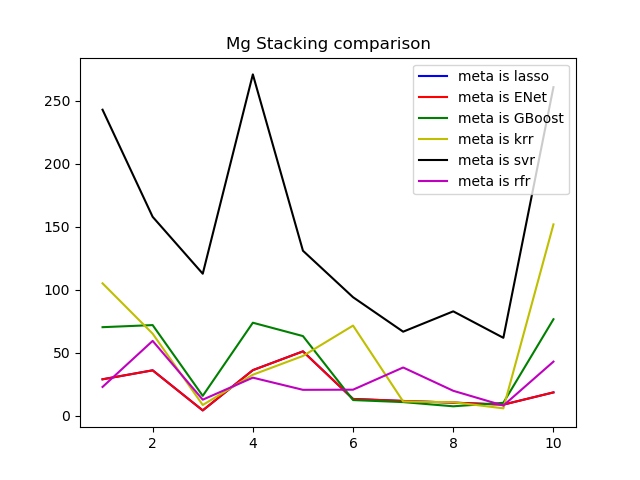 Mg Stacking comparison
meta is lasso
meta is ENet
meta is GBoost
meta is krr
meta is svr
meta is rfr
250
200
150
100
50
0
2
4
6
8
10